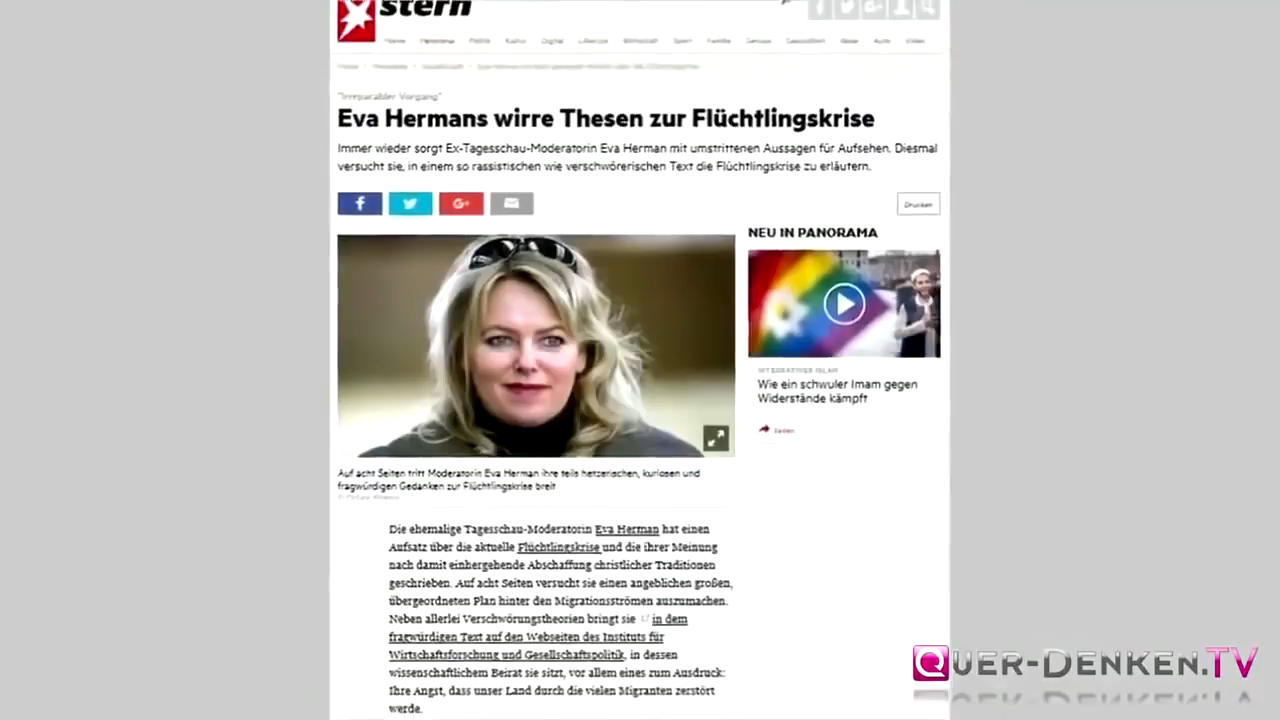 stern
"Irreparabler Vorgang"
Eva Hermans wirre Thesen zur Flüchtlingskrise
Immer wieder sorgt Ex-Tagesschau-Moderatorin Eva Herman mit umstrittenen Aussagen für Aufsehen. Diesmal
versucht sie, in einem so rassistischen wie verschwörerischen Text die Flüchtlingskrise zu erläutern.
f
G+
Drucken
NEU IN PANORAMA
INTEGRATIVER ISLAM
Wie ein schwuler Imam gegen
Widerstände kämpft
Teilen
Auf acht Seiten tritt Moderatorin Eva Herman ihre teils hetzerischen, kuriosen und
fragwürdigen Gedanken zur Flüchtlingskrise breit
Die ehemalige Tagesschau-Moderatorin Eva Herman hat einen
Aufsatz über die aktuelle Flüchtlingskrise und die ihrer Meinung
nach damit einhergehende Abschaffung christlicher Traditionen
geschrieben. Auf acht Seiten versucht sie einen angeblichen großen,
übergeordneten Plan hinter den Migrationsströmen auszumachen.
Neben allerlei Verschwörungstheorien bringt sie in dem
fragwürdigen Text auf den Webseiten des Instituts für
Wirtschaftsforschung und Gesellschaftspolitik, in dessen
wissenschaftlichem Beirat sie sitzt, vor allem eines zum Ausdruck:
Ihre Angst, dass unser Land durch die vielen Migranten zerstört
werde.
QUER-DENKEN.TV